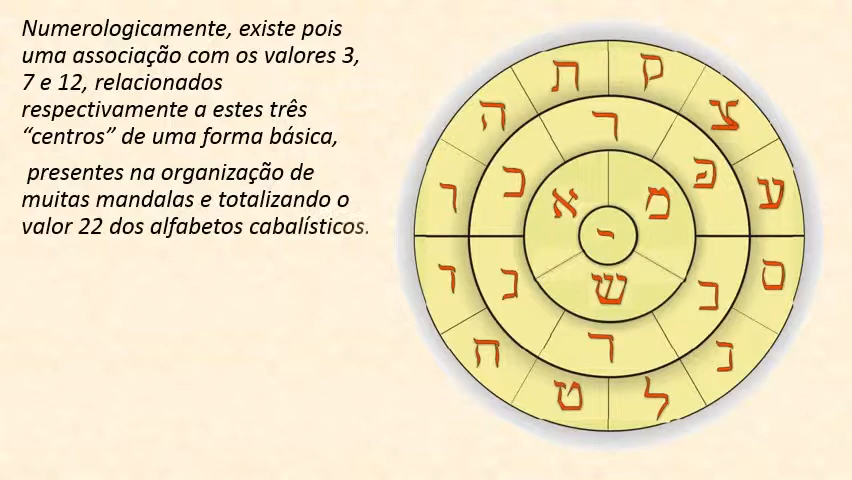 Numerologicamente, existe pois
uma associação com os valores 3,
7 e 12, relacionados
respectivamente a estes três
“centros” de uma forma básica,
presentes na organização de
muitas mandalas e totalizando o
valor 22 dos alfabetos cabalísticos.
ק
צ
ע
ם
נ
ל
ט
ח
ה
ת
ר
פ
ב
ג
כ
מ
ש
א
י